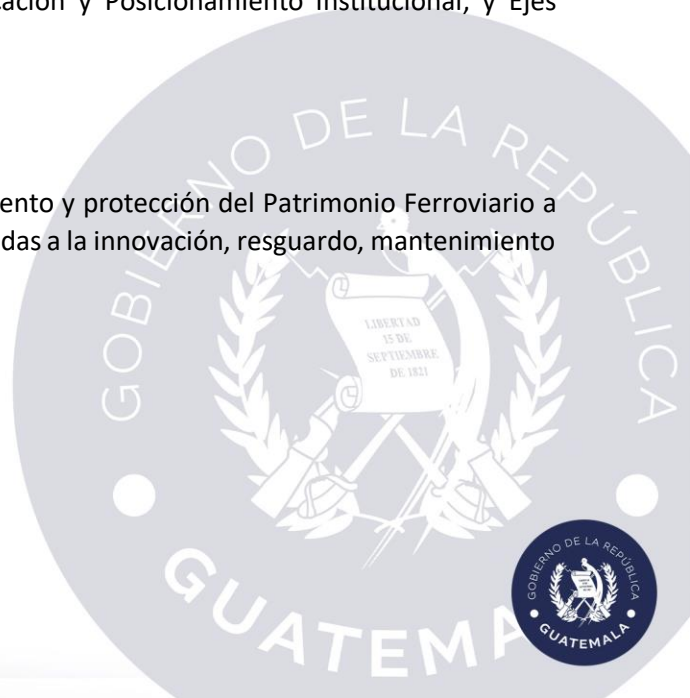 cación y Posicionamiento Institucional, y Ejes
ento y protección del Patrimonio Ferroviario a
das a la innovación, resguardo, mantenimiento
GOBIERNO DE LA REPÚBLICA
LIBERTAD
15 DE
SEPTIEMBRE
DE 1821
GUATEMALA
GOBIERNO DE LA REPÚBLICA
GUATEMALA